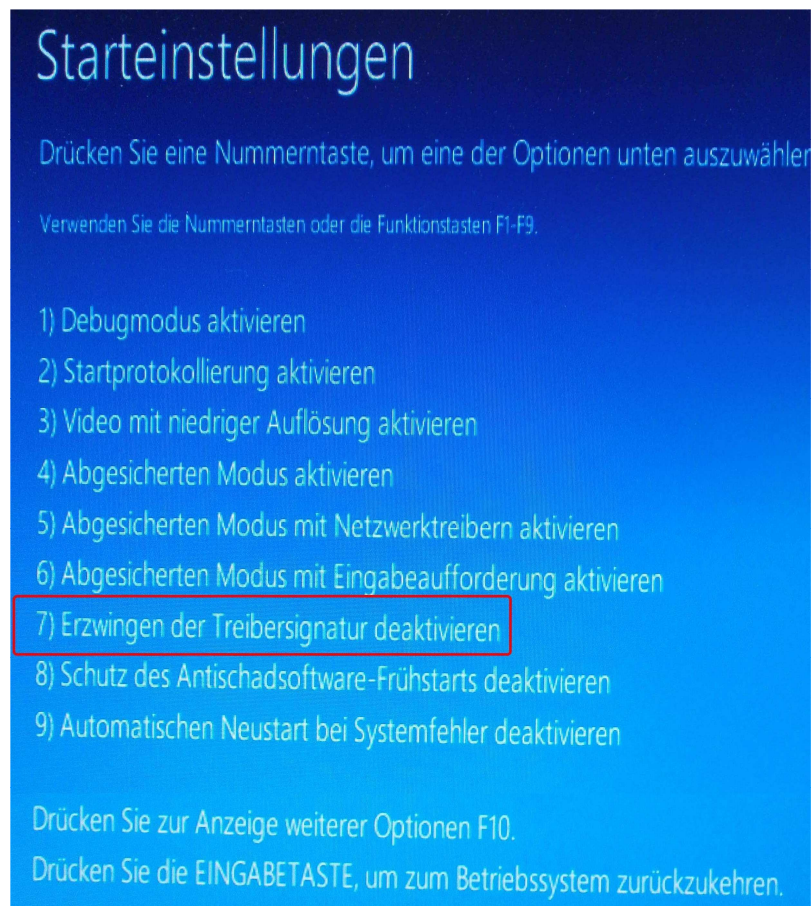 Starteinstellungen
Drücken Sie eine Nummerntaste, um eine der Optionen unten auszuwählen
Verwenden Sie die Nummerntasten oder die Funktionstasten F1-F9.
1) Debugmodus aktivieren
2) Startprotokollierung aktivieren
3) Video mit niedriger Auflösung aktivieren
4) Abgesicherten Modus aktivieren
5) Abgesicherten Modus mit Netzwerktreibern aktivieren
6) Abgesicherten Modus mit Eingabeaufforderung aktivieren
7) Erzwingen der Treibersignatur deaktivieren
8) Schutz des Antischadsoftware-Frühstarts deaktivieren
9) Automatischen Neustart bei Systemfehler deaktivieren
Drücken Sie zur Anzeige weiterer Optionen F10.
Drücken Sie die EINGABETASTE, um zum Betriebssystem zurückzukehren.